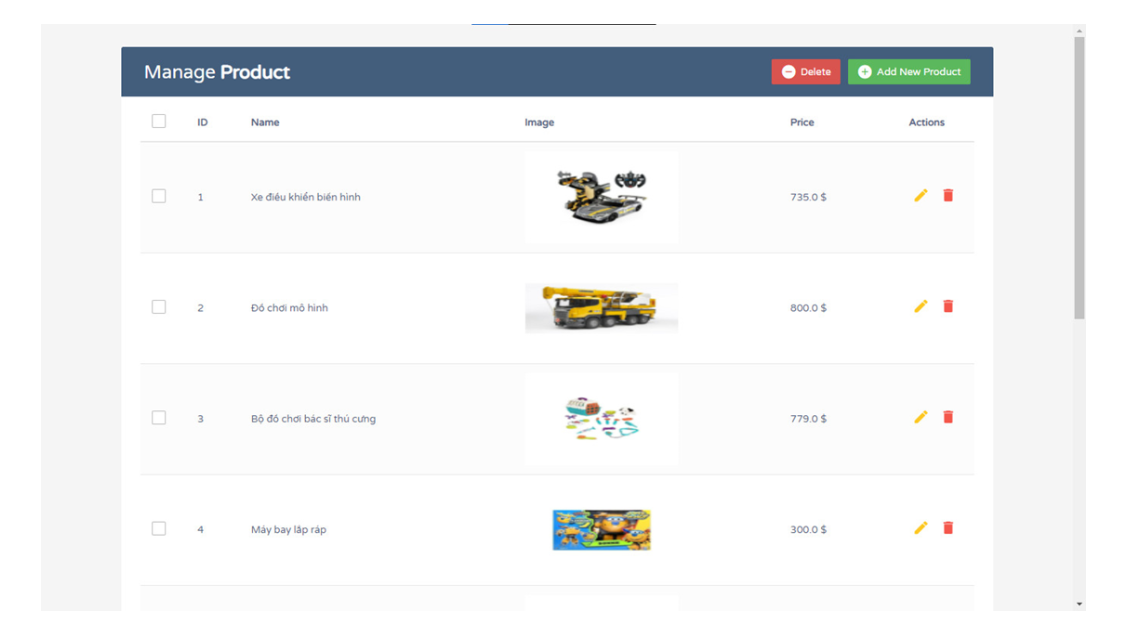 Manage Product
Delete
Add New Product
ID Name Image Price Actions
1 Xe điều khiển biến hình 735.0 $
2 Đồ chơi mô hình 800.0 $
3 Bộ đồ chơi bác sĩ thú cưng 779.0 $
4 Máy bay lắp ráp 300.0 $